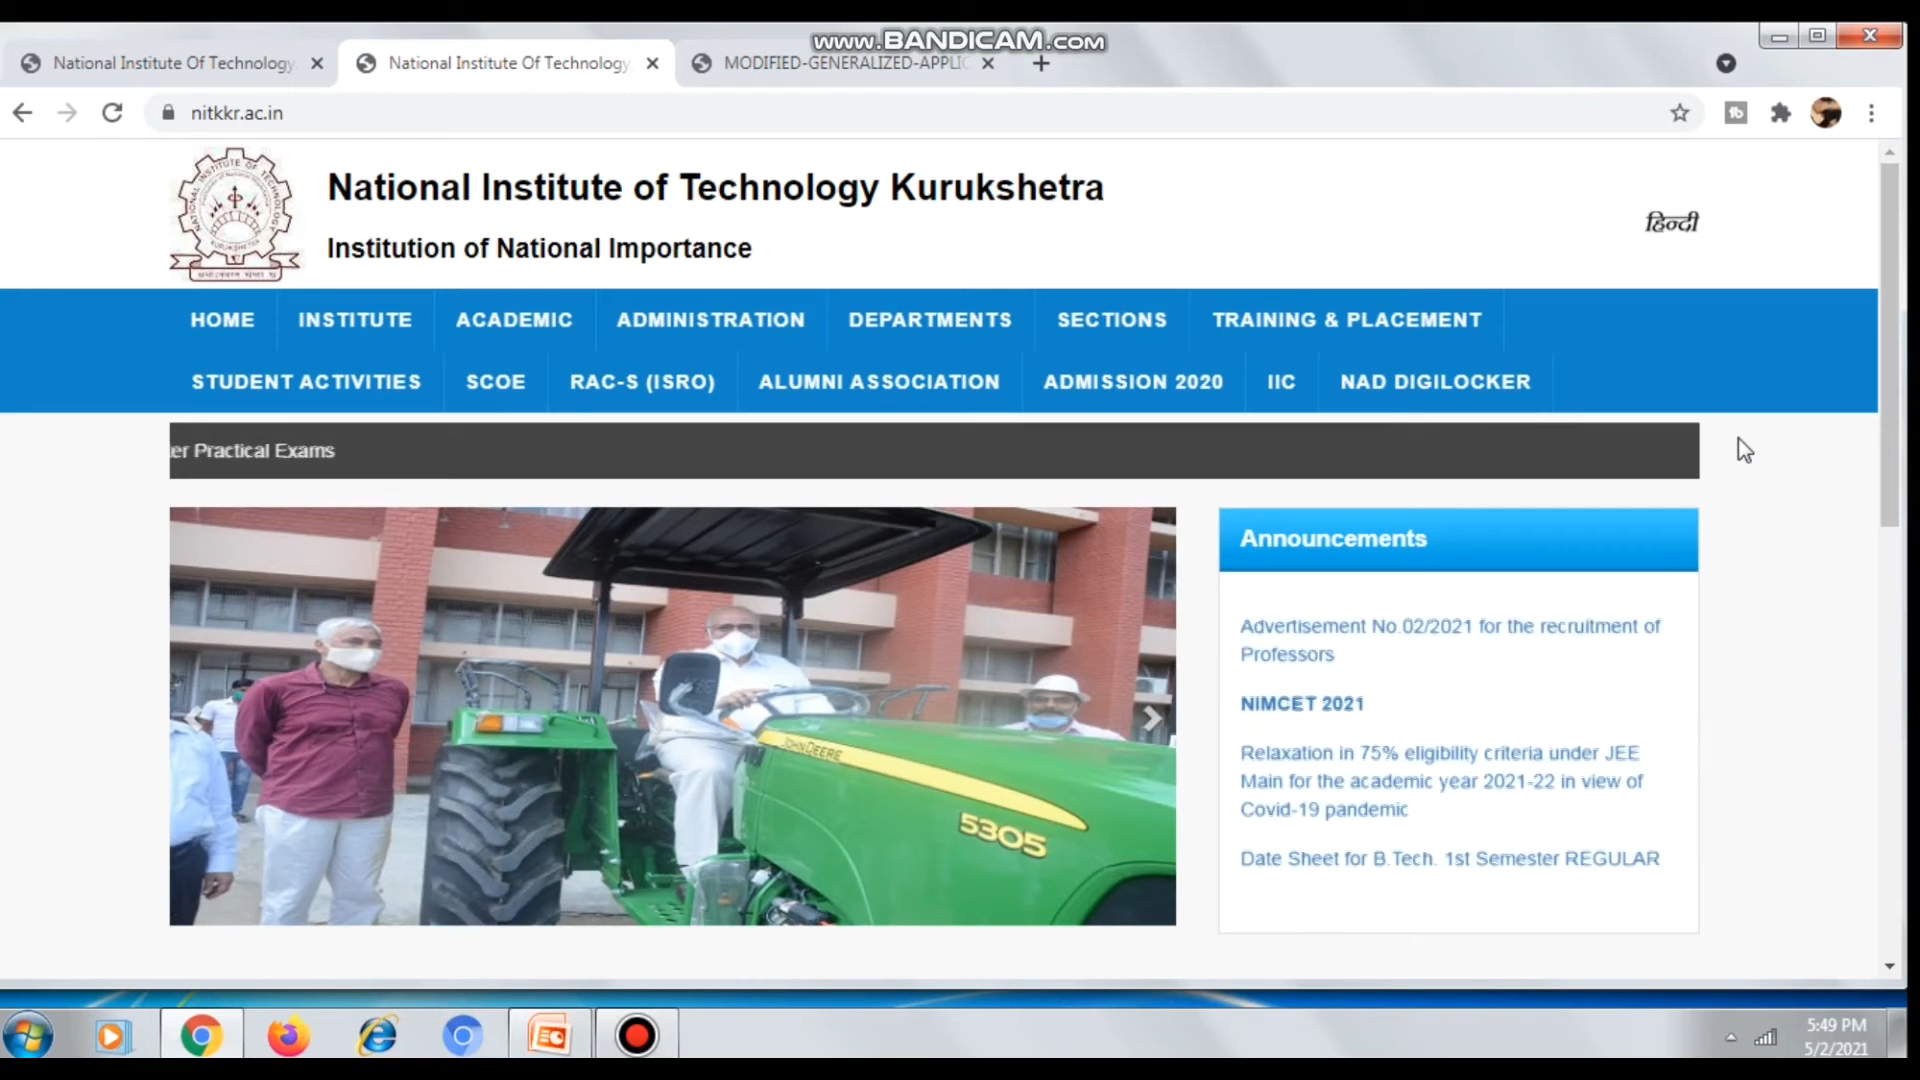 www.BANDICAM.com
National Institute Of Technology,
National Institute Of Technology,
MODIFIED-GENERALIZED-APPLIC
nitkkr.ac.in
NATIONAL INSTITUTE OF TECHNOLOGY
KURUKSHETRA
National Institute of Technology Kurukshetra
Institution of National Importance
हिन्दी
HOME INSTITUTE ACADEMIC ADMINISTRATION DEPARTMENTS SECTIONS TRAINING & PLACEMENT
STUDENT ACTIVITIES SCOE RAC-S (ISRO) ALUMNI ASSOCIATION ADMISSION 2020 IIC NAD DIGILOCKER
er Practical Exams
JOHN DEERE
5305
Announcements
Advertisement No.02/2021 for the recruitment of
Professors
NIMCET 2021
Relaxation in 75% eligibility criteria under JEE
Main for the academic year 2021-22 in view of
Covid-19 pandemic
Date Sheet for B.Tech. 1st Semester REGULAR
5:49 PM
5/2/2021